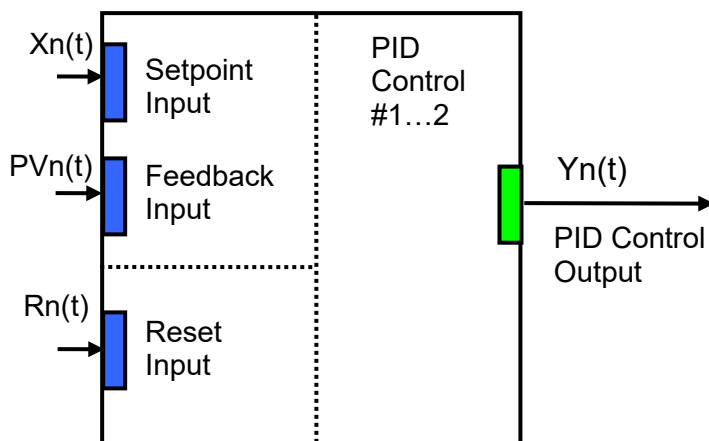 Xn(t)
Setpoint
Input
PID
Control
#1…2
PVn(t)
Feedback
Input
Yn(t)
PID Control
Output
Rn(t)
Reset
Input